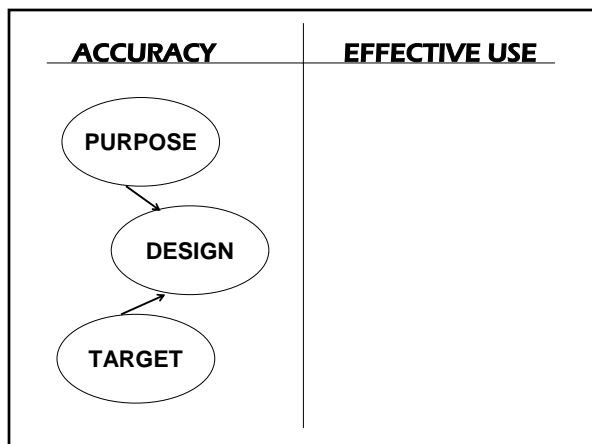 ACCURACY
EFFECTIVE USE
PURPOSE
DESIGN
TARGET